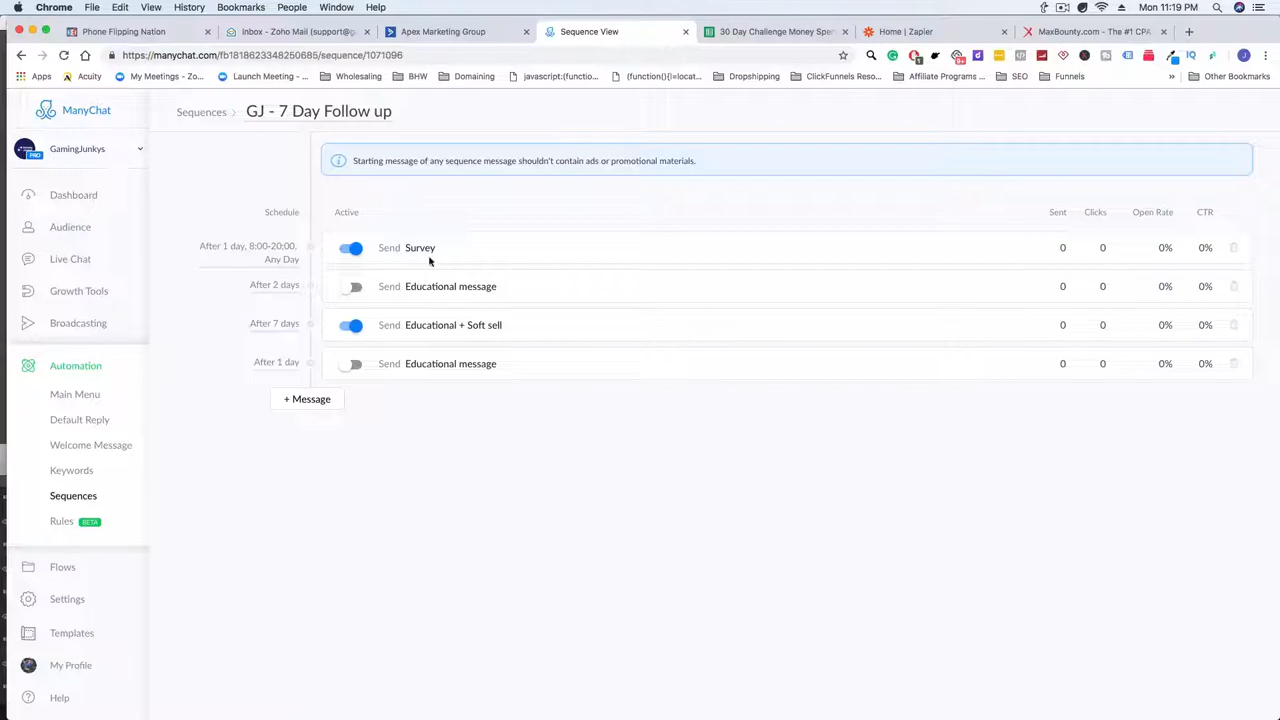 Chrome File Edit View History Bookmarks People Window Help Mon 11:19 PM
Phone Flipping Nation Inbox - Zoho Mail (support@g Apex Marketing Group Sequence View 30 Day Challenge Money Spen Home | Zapier MaxBounty.com - The #1 CPA
https://manychat.com/fb1818623348250685/sequence/1071096
Apps Acuity My Meetings - Zo... Launch Meeting - ... Wholesaling BHW Domaining javascript:(functio... (function(){!=locat... Dropshipping ClickFunnels Reso... Affiliate Programs ... SEO Funnels » Other Bookmarks
ManyChat
Sequences > GJ - 7 Day Follow up
GamingJunkys
PRO
Starting message of any sequence message shouldn't contain ads or promotional materials.
Dashboard
Audience
Live Chat
Growth Tools
Broadcasting
Automation
Main Menu
Default Reply
Welcome Message
Keywords
Sequences
Rules BETA
Flows
Settings
Templates
My Profile
Help
Schedule Active Sent Clicks Open Rate CTR
After 1 day, 8:00-20:00, Any Day Send Survey 0 0 0% 0%
After 2 days Send Educational message 0 0 0% 0%
After 7 days Send Educational + Soft sell 0 0 0% 0%
After 1 day Send Educational message 0 0 0% 0%
+ Message